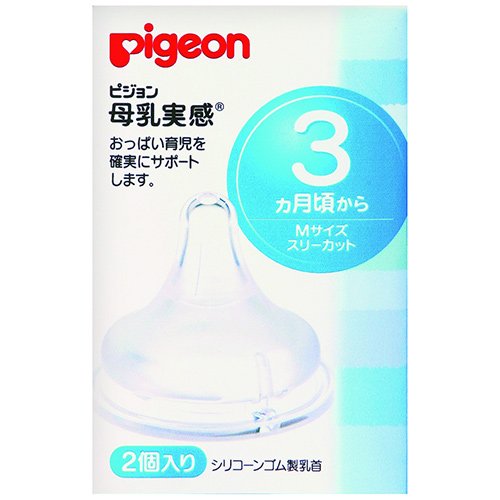 pigeon
ピジョン
母乳実感®
おっぱい育児を
確実にサポート
します。
3
ヵ月頃から
Mサイズ
スリーカット
2個入り
シリコーンゴム製乳首